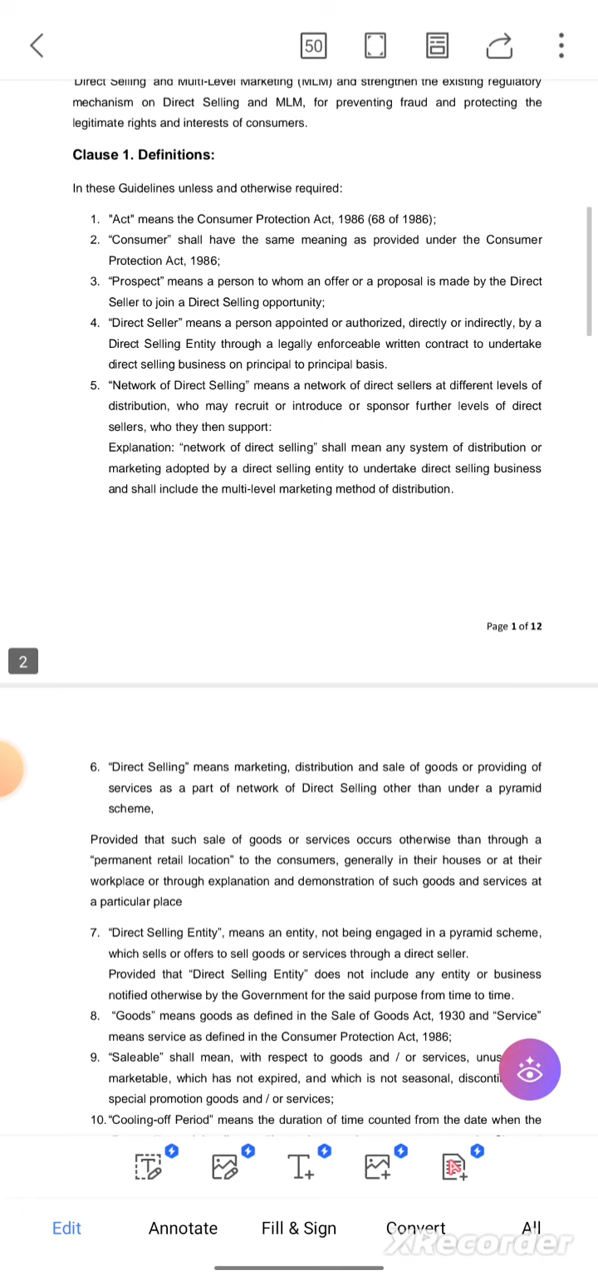 50
Direct Selling and Multi-Level Marketing (MLM) and strengthen the existing regulatory
mechanism on Direct Selling and MLM, for preventing fraud and protecting the
legitimate rights and interests of consumers.
Clause 1. Definitions:
In these Guidelines unless and otherwise required:
1. "Act" means the Consumer Protection Act, 1986 (68 of 1986);
2. “Consumer” shall have the same meaning as provided under the Consumer
Protection Act, 1986;
3. “Prospect” means a person to whom an offer or a proposal is made by the Direct
Seller to join a Direct Selling opportunity;
4. “Direct Seller” means a person appointed or authorized, directly or indirectly, by a
Direct Selling Entity through a legally enforceable written contract to undertake
direct selling business on principal to principal basis.
5. “Network of Direct Selling” means a network of direct sellers at different levels of
distribution, who may recruit or introduce or sponsor further levels of direct
sellers, who they then support:
Explanation: “network of direct selling” shall mean any system of distribution or
marketing adopted by a direct selling entity to undertake direct selling business
and shall include the multi-level marketing method of distribution.
Page 1 of 12
2
6. “Direct Selling” means marketing, distribution and sale of goods or providing of
services as a part of network of Direct Selling other than under a pyramid
scheme,
Provided that such sale of goods or services occurs otherwise than through a
“permanent retail location” to the consumers, generally in their houses or at their
workplace or through explanation and demonstration of such goods and services at
a particular place
7. “Direct Selling Entity”, means an entity, not being engaged in a pyramid scheme,
which sells or offers to sell goods or services through a direct seller.
Provided that “Direct Selling Entity” does not include any entity or business
notified otherwise by the Government for the said purpose from time to time.
8. “Goods” means goods as defined in the Sale of Goods Act, 1930 and “Service”
means service as defined in the Consumer Protection Act, 1986;
9. “Saleable” shall mean, with respect to goods and / or services, unus
marketable, which has not expired, and which is not seasonal, disconti
special promotion goods and / or services;
10. “Cooling-off Period” means the duration of time counted from the date when the
Edit Annotate Fill & Sign Convert All
XRecorder